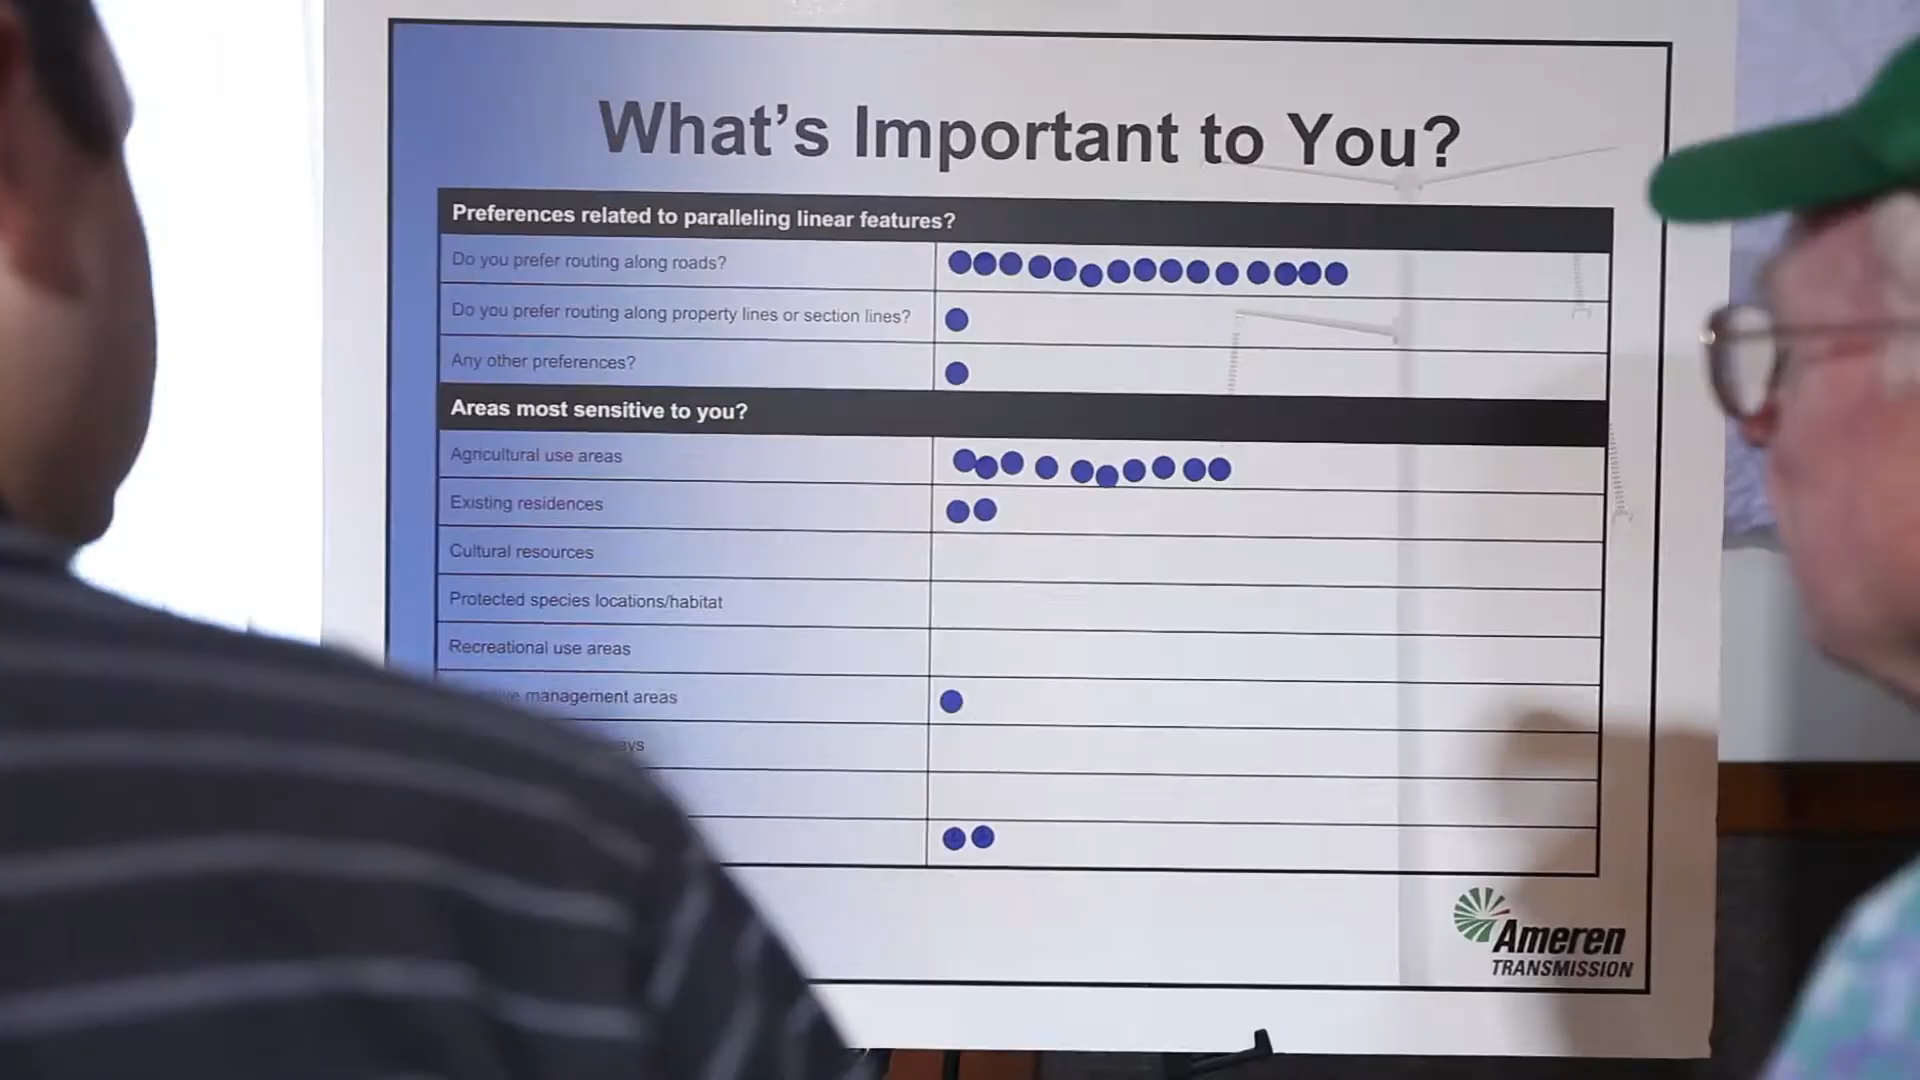 What's Important to You?
Preferences related to paralleling linear features?
Do you prefer routing along roads?
Do you prefer routing along property lines or section lines?
Any other preferences?
Areas most sensitive to you?
Agricultural use areas
Existing residences
Cultural resources
Protected species locations/habitat
Recreational use areas
management areas
Ameren
TRANSMISSION